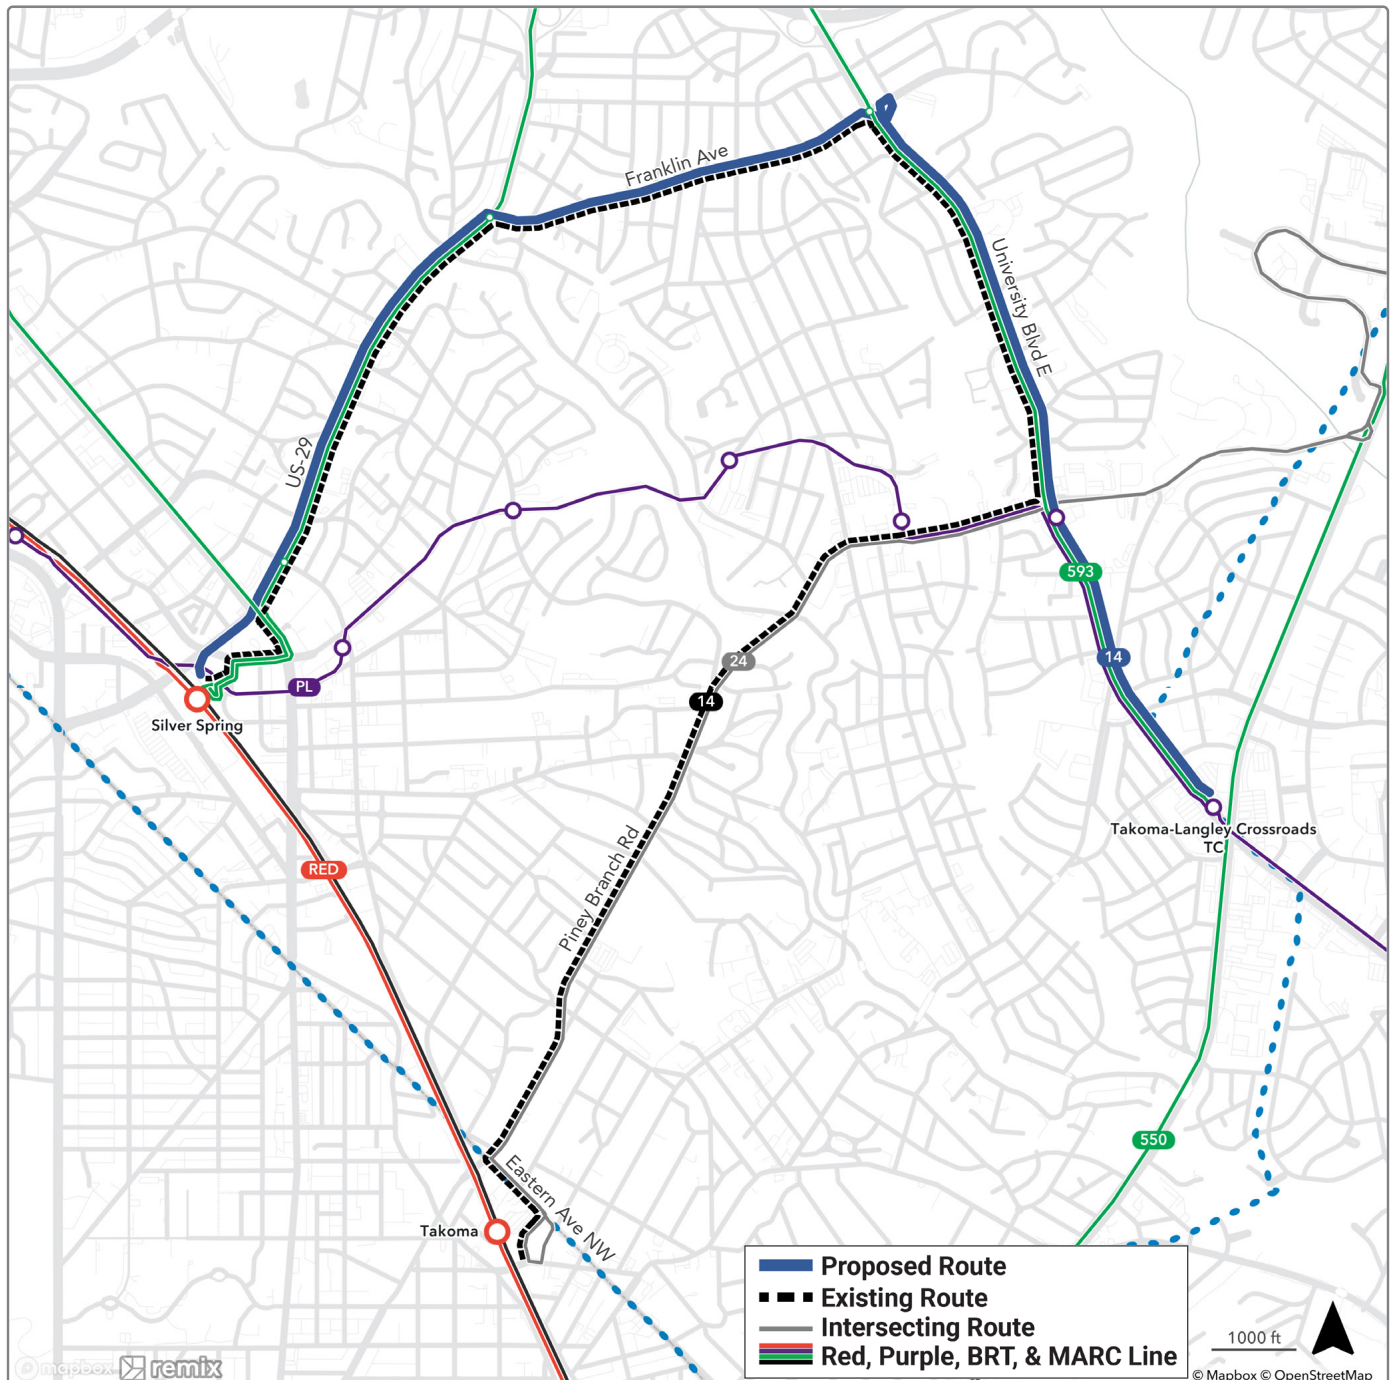 Franklin Ave
University Blvd E
US-29
593
14
24
PL
14
Silver Spring
Takoma-Langley Crossroads
TC
Piney Branch Rd
RED
550
Eastern Ave NW
Takoma
Proposed Route
Existing Route
Intersecting Route
Red, Purple, BRT, & MARC Line
1000 ft
mapbox
remix
© Mapbox © OpenStreetMap